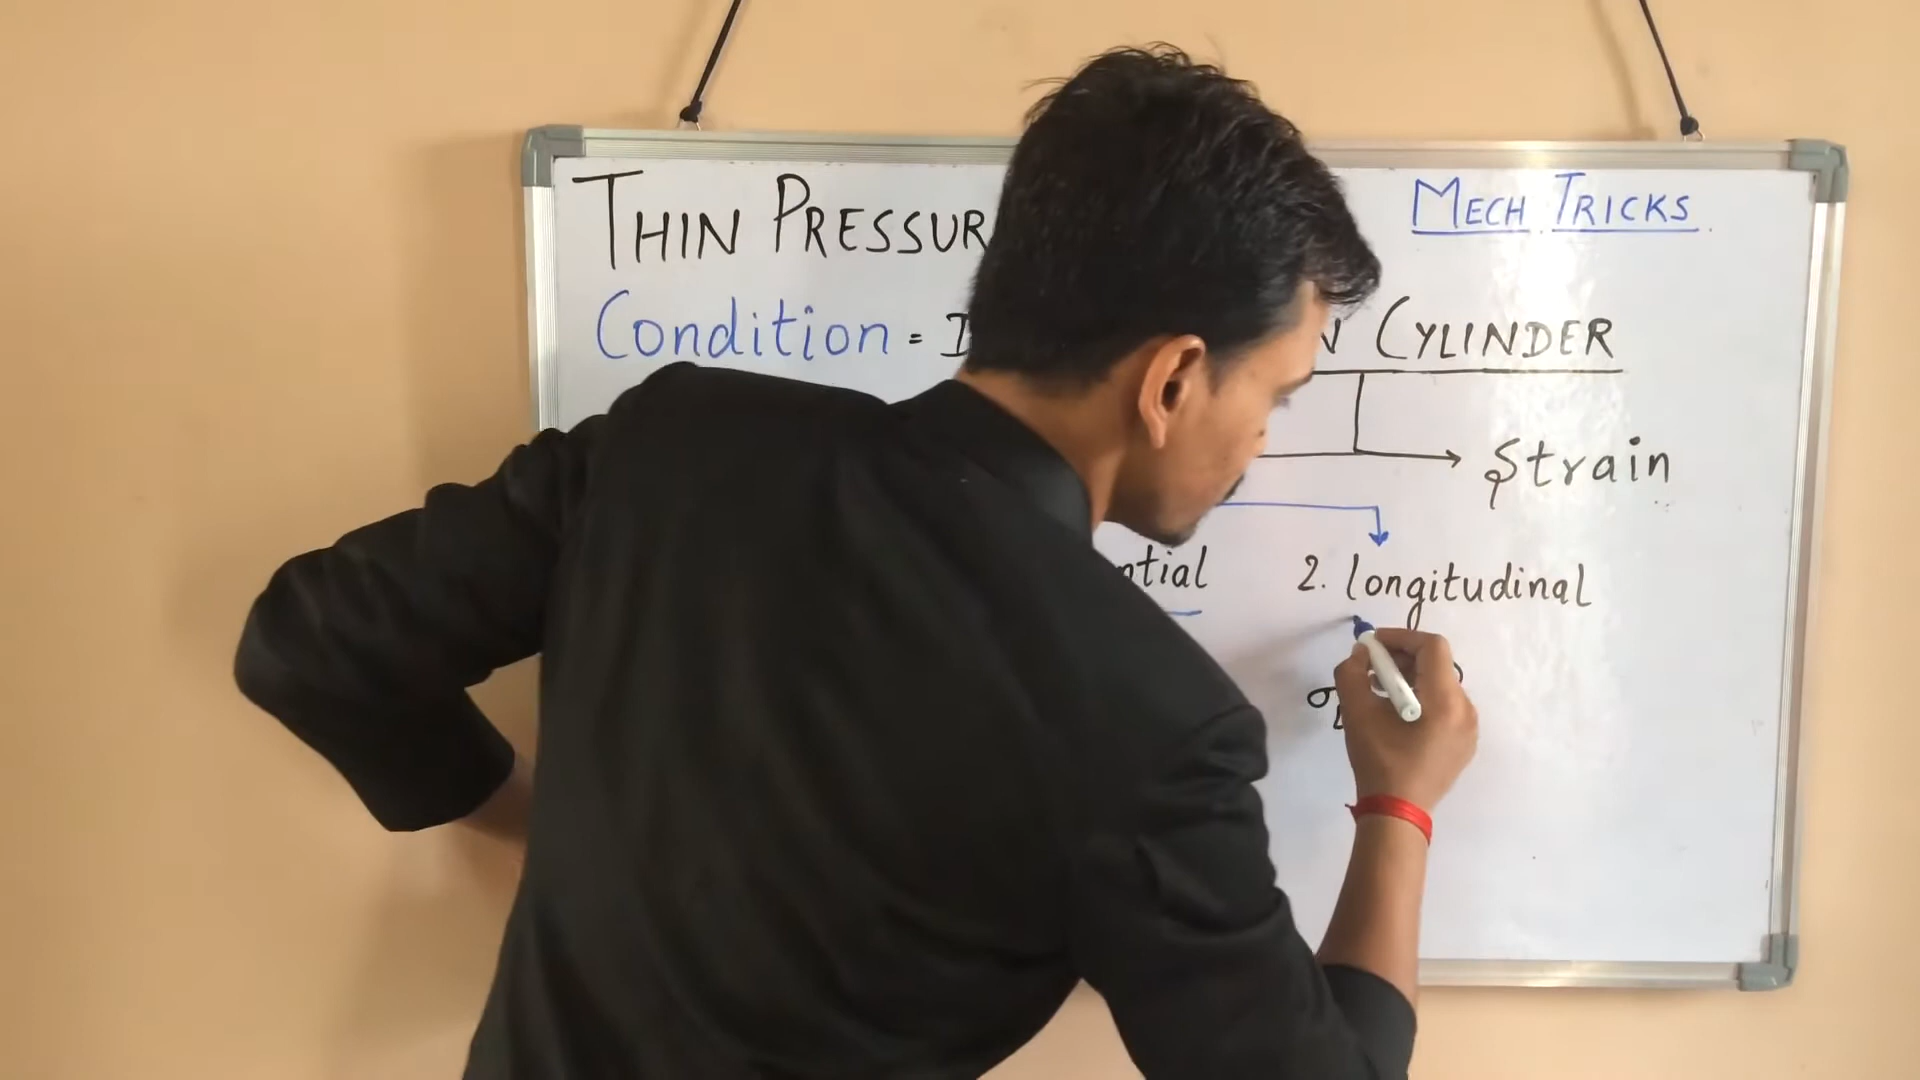 THIN PRESSUR
MECH TRICKS
Condition =
CYLINDER
Strain
ntial
2. longitudinal
σ